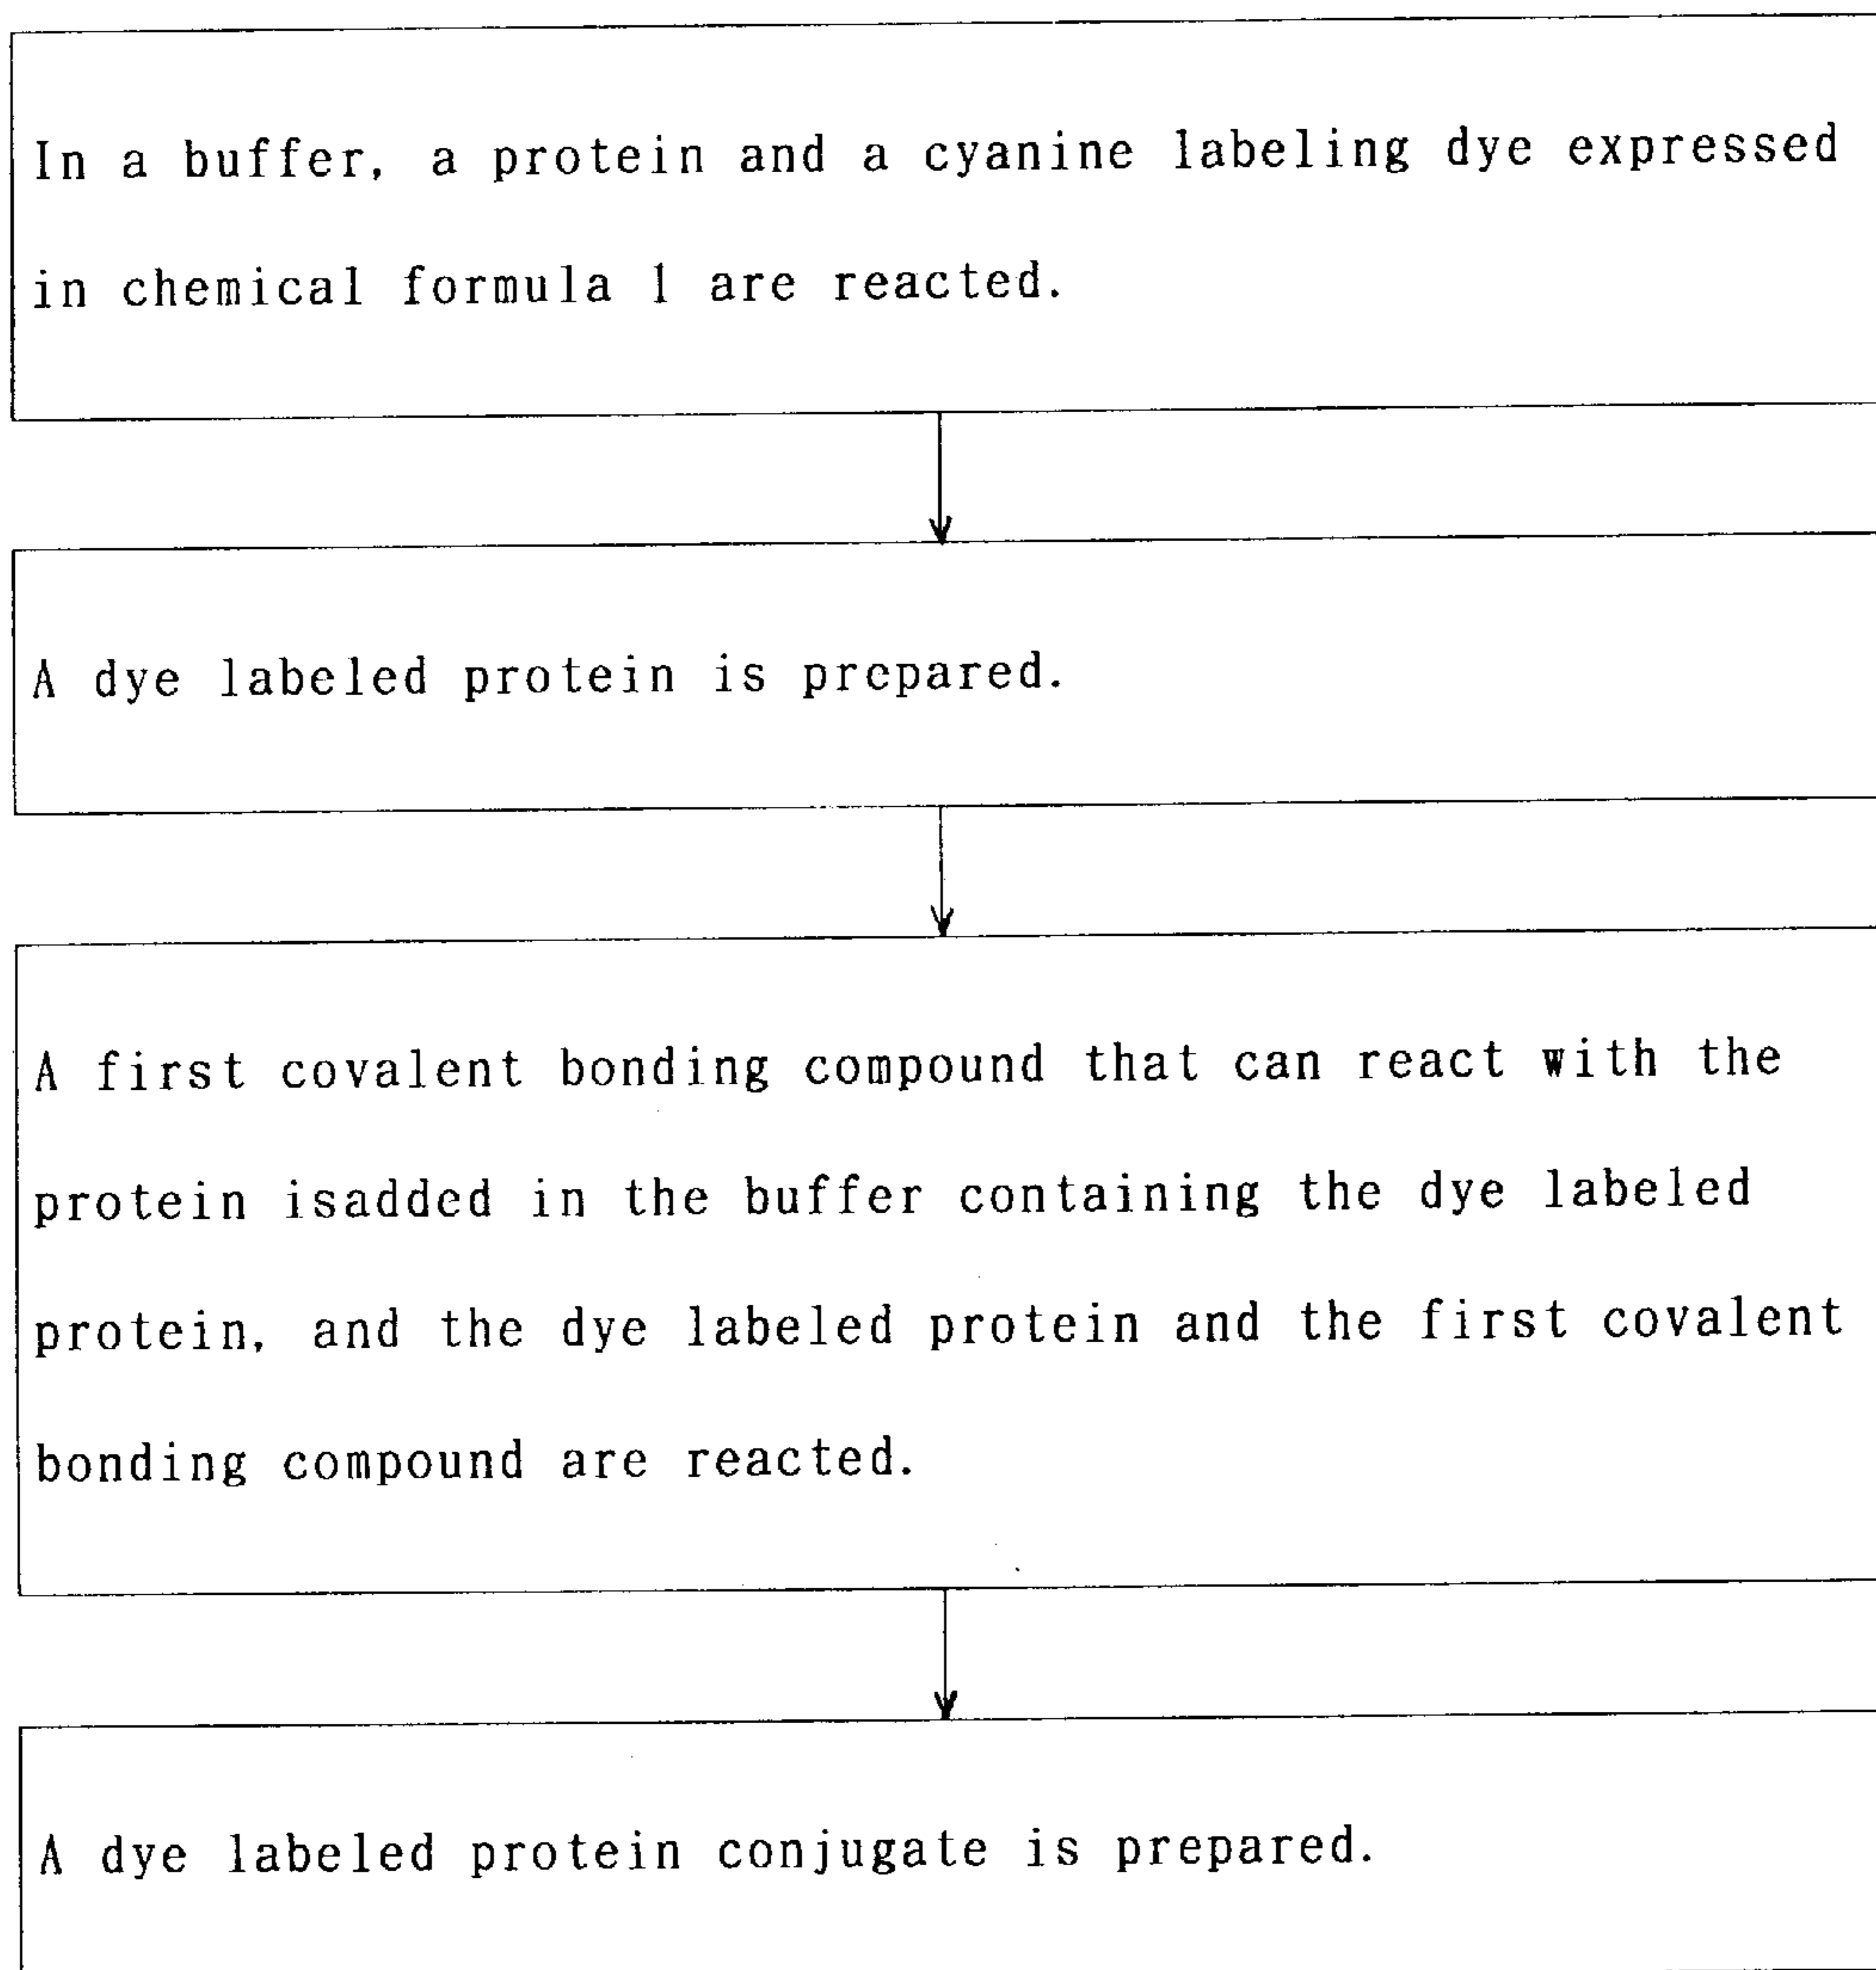 In a buffer, a protein and a cyanine labeling dye expressed
in chemical formula 1 are reacted.
A dye labeled protein is prepared.
A first covalent bonding compound that can react with the
protein isadded in the buffer containing the dye labeled
protein, and the dye labeled protein and the first covalent
bonding compound are reacted.
A dye labeled protein conjugate is prepared.